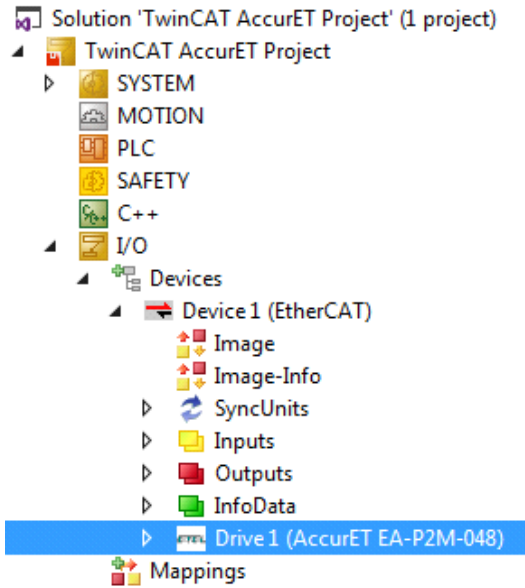 Solution 'TwinCAT AccurET Project' (1 project)
TwinCAT AccurET Project
SYSTEM
MOTION
PLC
SAFETY
C++
I/O
Devices
Device 1 (EtherCAT)
Image
Image-Info
SyncUnits
Inputs
Outputs
InfoData
ETEL Drive 1 (AccurET EA-P2M-048)
Mappings